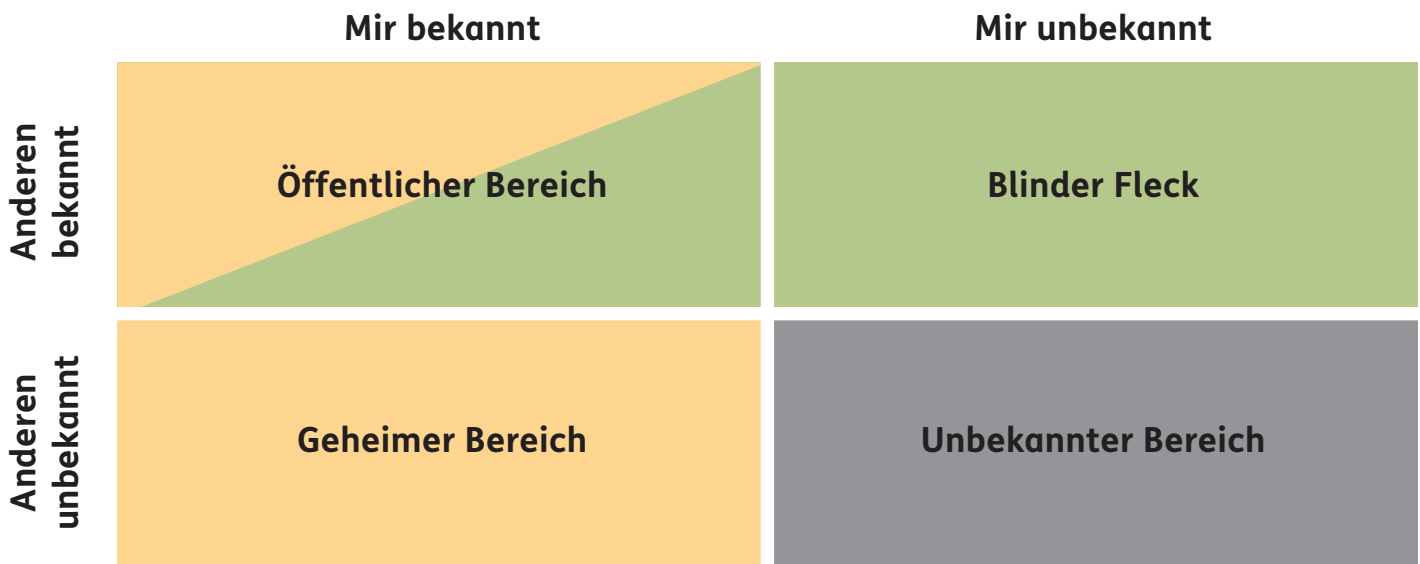 Mir bekannt
Mir unbekannt
Anderen
bekannt
Öffentlicher Bereich
Blinder Fleck
Anderen
unbekannt
Geheimer Bereich
Unbekannter Bereich